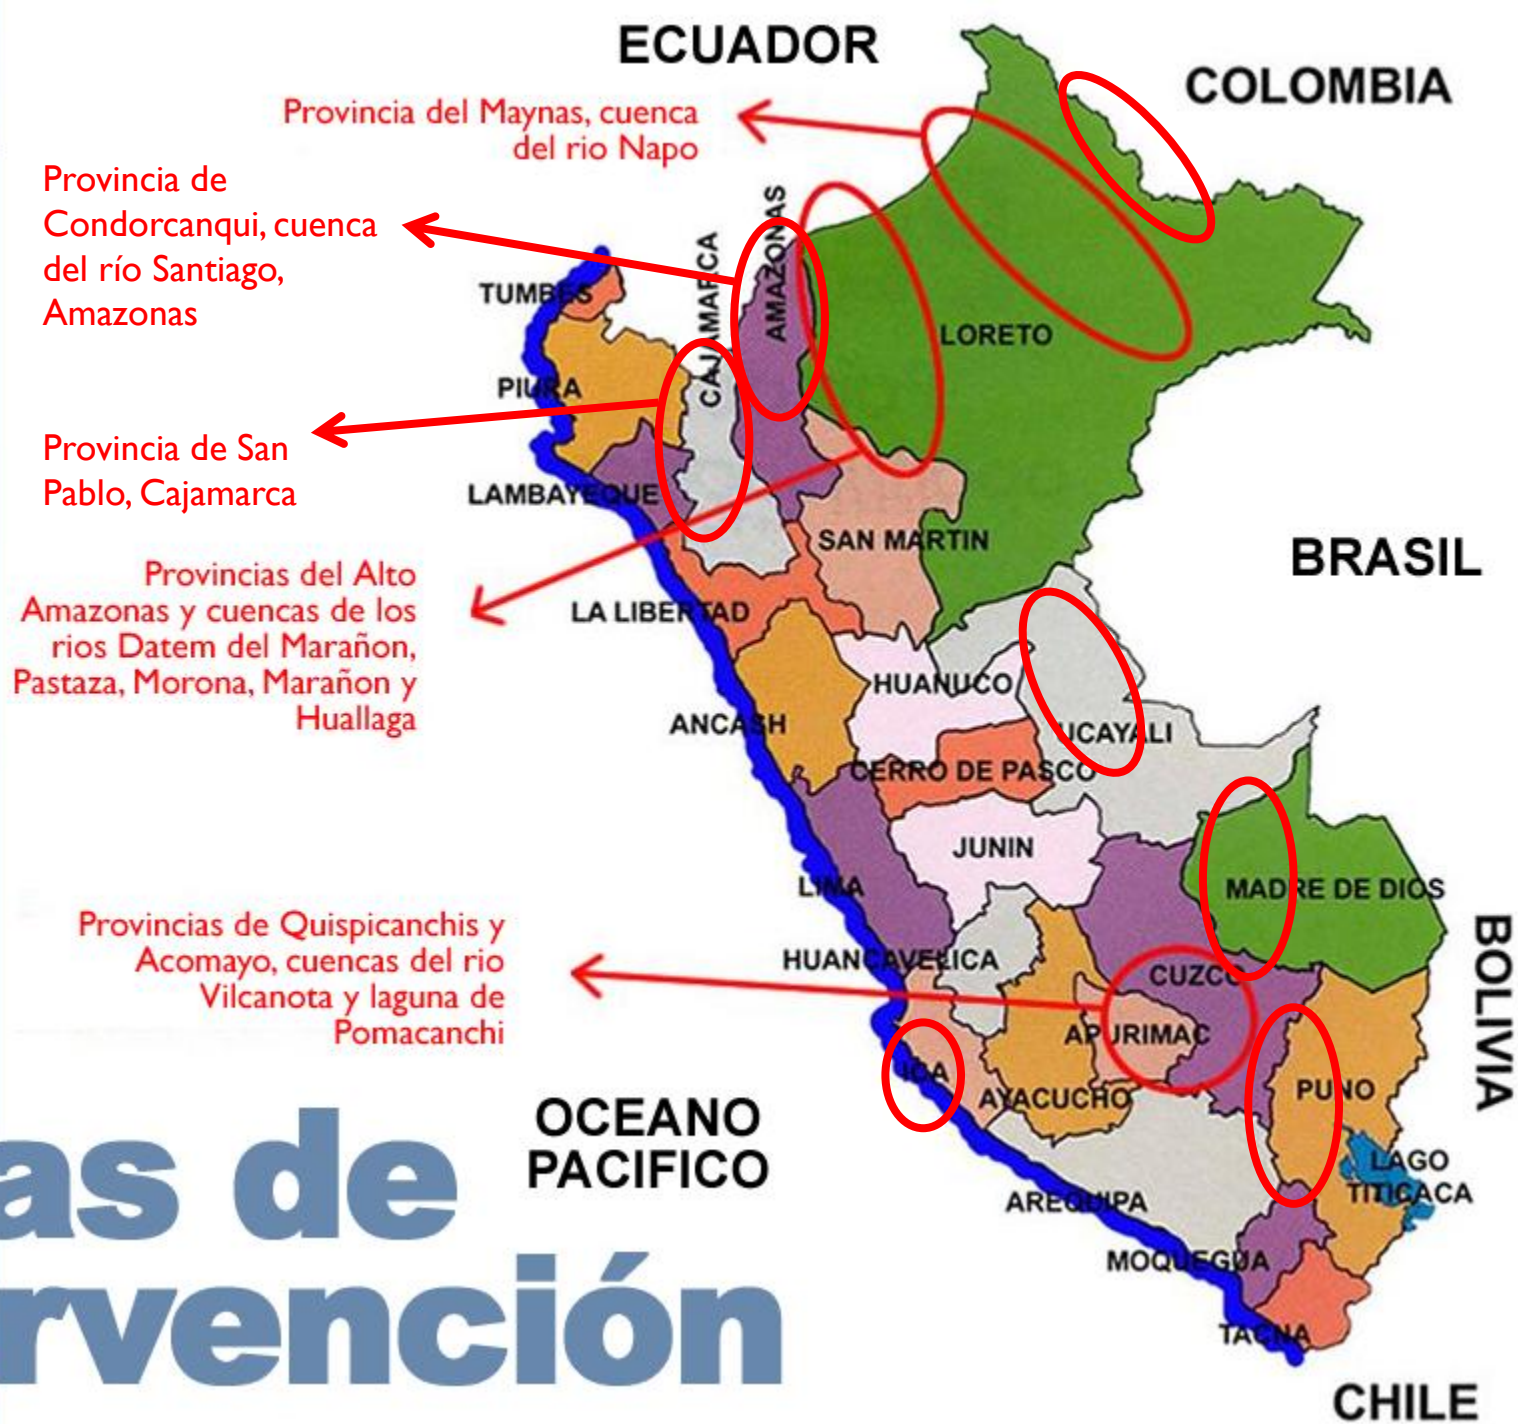 ECUADOR
COLOMBIA
Provincia del Maynas, cuenca
del rio Napo
Provincia de
Condorcanqui, cuenca
del río Santiago,
Amazonas
AMAZONAS
CAJAMARCA
TUMBES
LORETO
PIURA
Provincia de San
Pablo, Cajamarca
LAMBAYEQUE
SAN MARTIN
BRASIL
Provincias del Alto
Amazonas y cuencas de los
rios Datem del Marañon,
Pastaza, Morona, Marañon y
Huallaga
LA LIBERTAD
HUANUCO
ANCASH
UCAYALI
CERRO DE PASCO
JUNIN
LIMA
MADRE DE DIOS
Provincias de Quispicanchis y
Acomayo, cuencas del rio
Vilcanota y laguna de
Pomacanchi
HUANCAVELICA
CUZCO
BOLIVIA
APURIMAC
ICA
AYACUCHO
PUNO
OCEANO
PACIFICO
LAGO
TITICACA
AREQUIPA
MOQUEGUA
TACNA
CHILE
as de
rvención